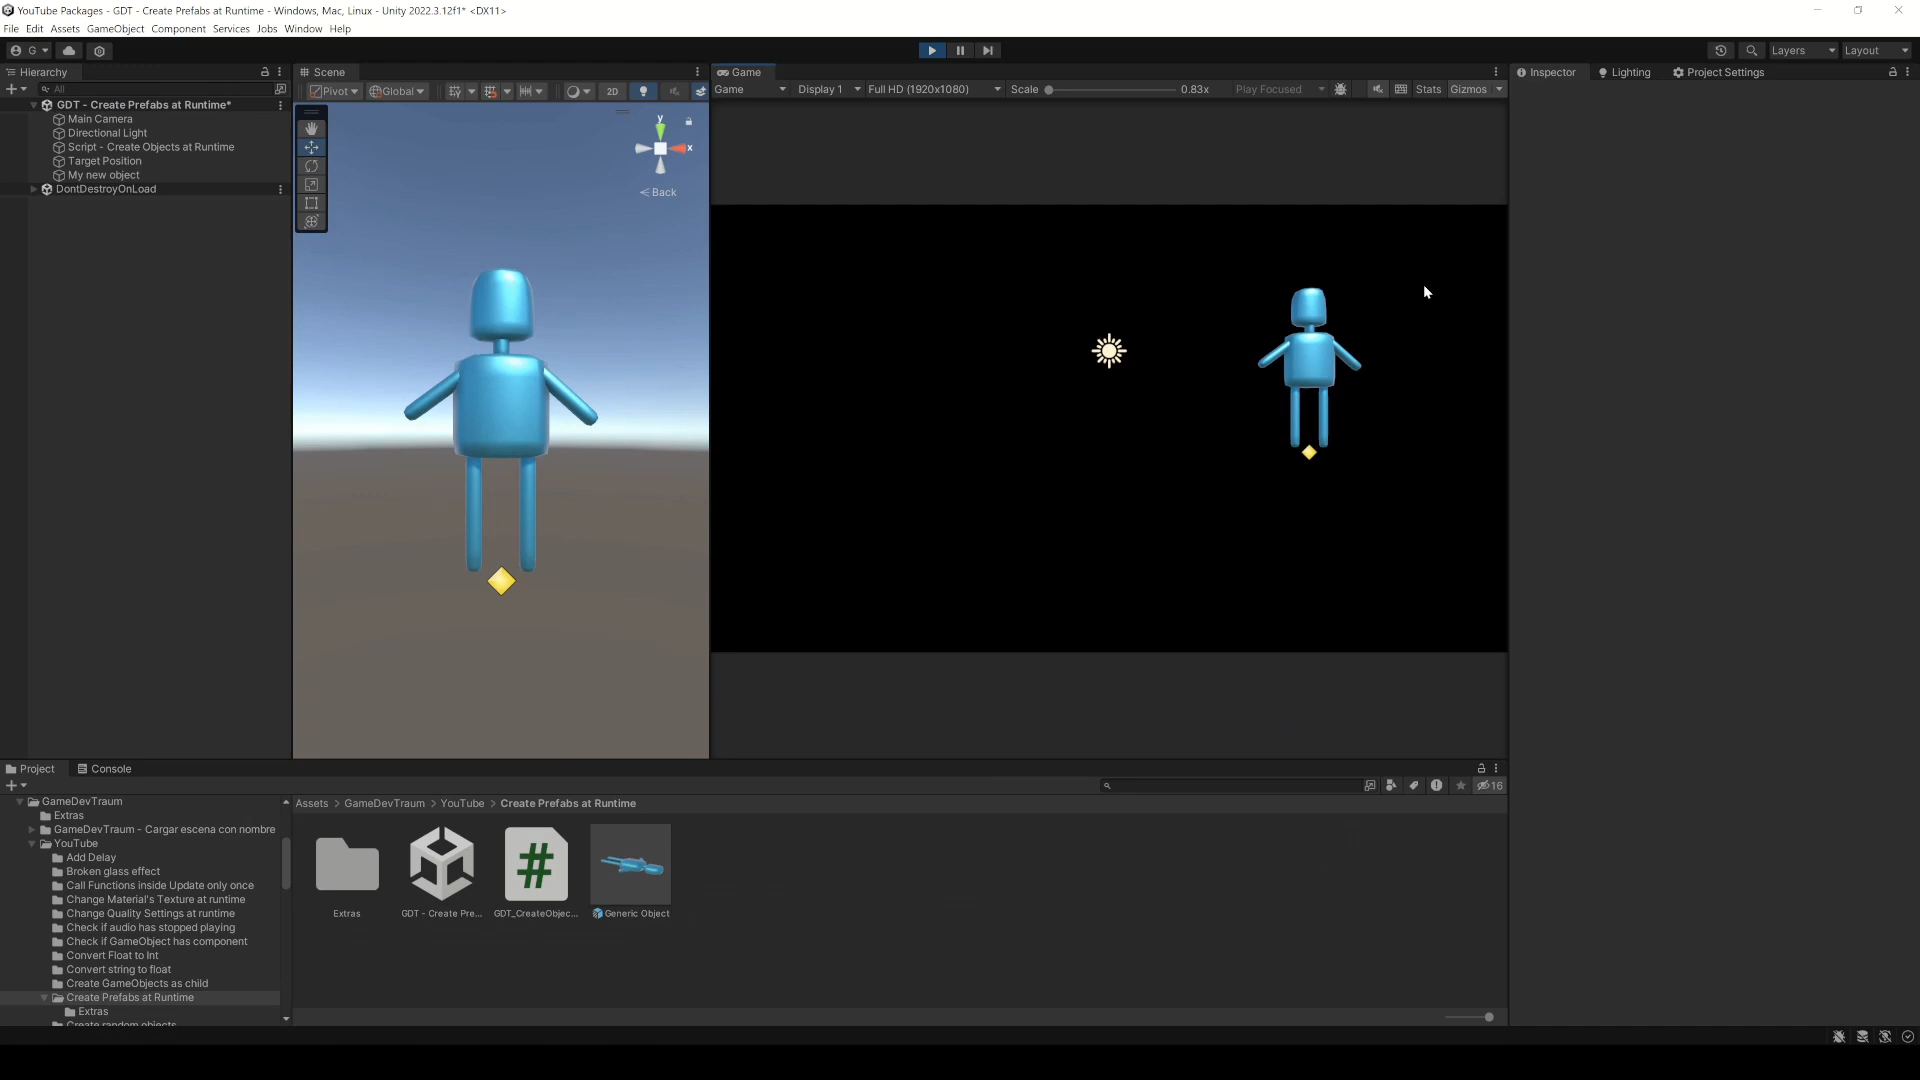 YouTube Packages - GDT - Create Prefabs at Runtime - Windows, Mac, Linux - Unity 2022.3.12f1* <DX11>
File Edit Assets GameObject Component Services Jobs Window Help
G
Layers
Layout
Hierarchy
Scene
Game
Inspector
Lighting
Project Settings
All
Pivot
Global
2D
Game
Display 1
Full HD (1920x1080)
Scale
0.83x
Play Focused
Stats
Gizmos
GDT - Create Prefabs at Runtime*
Main Camera
Directional Light
Script - Create Objects at Runtime
Target Position
My new object
DontDestroyOnLoad
y
x
Back
Project
Console
16
GameDevTraum
Extras
GameDevTraum - Cargar escena con nombre
YouTube
Add Delay
Broken glass effect
Call Functions inside Update only once
Change Material's Texture at runtime
Change Quality Settings at runtime
Check if audio has stopped playing
Check if GameObject has component
Convert Float to Int
Convert string to float
Create GameObjects as child
Create Prefabs at Runtime
Extras
Create random objects
Assets > GameDevTraum > YouTube > Create Prefabs at Runtime
#
Extras
GDT - Create Pre...
GDT_CreateObjec...
Generic Object